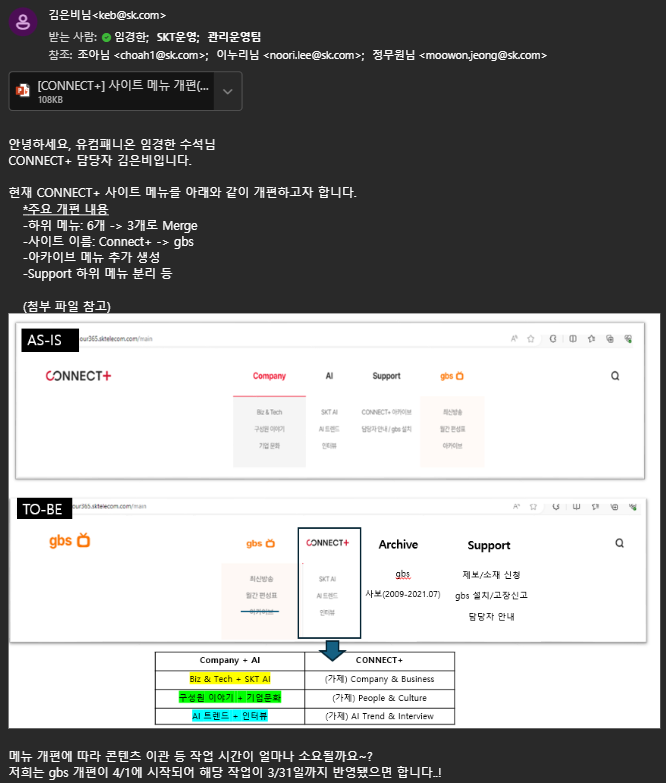 김은비님<keb@sk.com>
받는 사람: 임경한; SKT운영; 관리운영팀
참조: 조아님 <choah1@sk.com>; 이누리님 <noori.lee@sk.com>; 정무원님 <moowon.jeong@sk.com>
[CONNECT+] 사이트 메뉴 개편(...
108KB
안녕하세요, 유컴패니온 임경한 수석님
CONNECT+ 담당자 김은비입니다.
현재 CONNECT+ 사이트 메뉴를 아래와 같이 개편하고자 합니다.
*주요 개편 내용
-하위 메뉴: 6개 -> 3개로 Merge
-사이트 이름: Connect+ -> gbs
-아카이브 메뉴 추가 생성
-Support 하위 메뉴 분리 등
(첨부 파일 참고)
AS-IS our365.sktelecom.com/main
CONNECT+ Company AI Support gbs
Biz & Tech SKT AI CONNECT+ 아카이브 최신방송
구성원 이야기 AI 트렌드 담당자 안내 / gbs 설치 월간 편성표
기업 문화 인터뷰 아카이브
TO-BE our365.sktelecom.com/main
gbs gbs CONNECT+ Archive Support
최신방송 SKT AI gbs 제보/소재 신청
월간 편성표 AI 트렌드 사보(2009-2021.07) gbs 설치/고장신고
아카이브 인터뷰 담당자 안내
Company + AI CONNECT+
Biz & Tech + SKT AI (가제) Company & Business
구성원 이야기 + 기업문화 (가제) People & Culture
AI 트렌드 + 인터뷰 (가제) AI Trend & Interview
메뉴 개편에 따라 콘텐츠 이관 등 작업 시간이 얼마나 소요될까요~?
저희는 gbs 개편이 4/1에 시작되어 해당 작업이 3/31일까지 반영됐으면 합니다..!